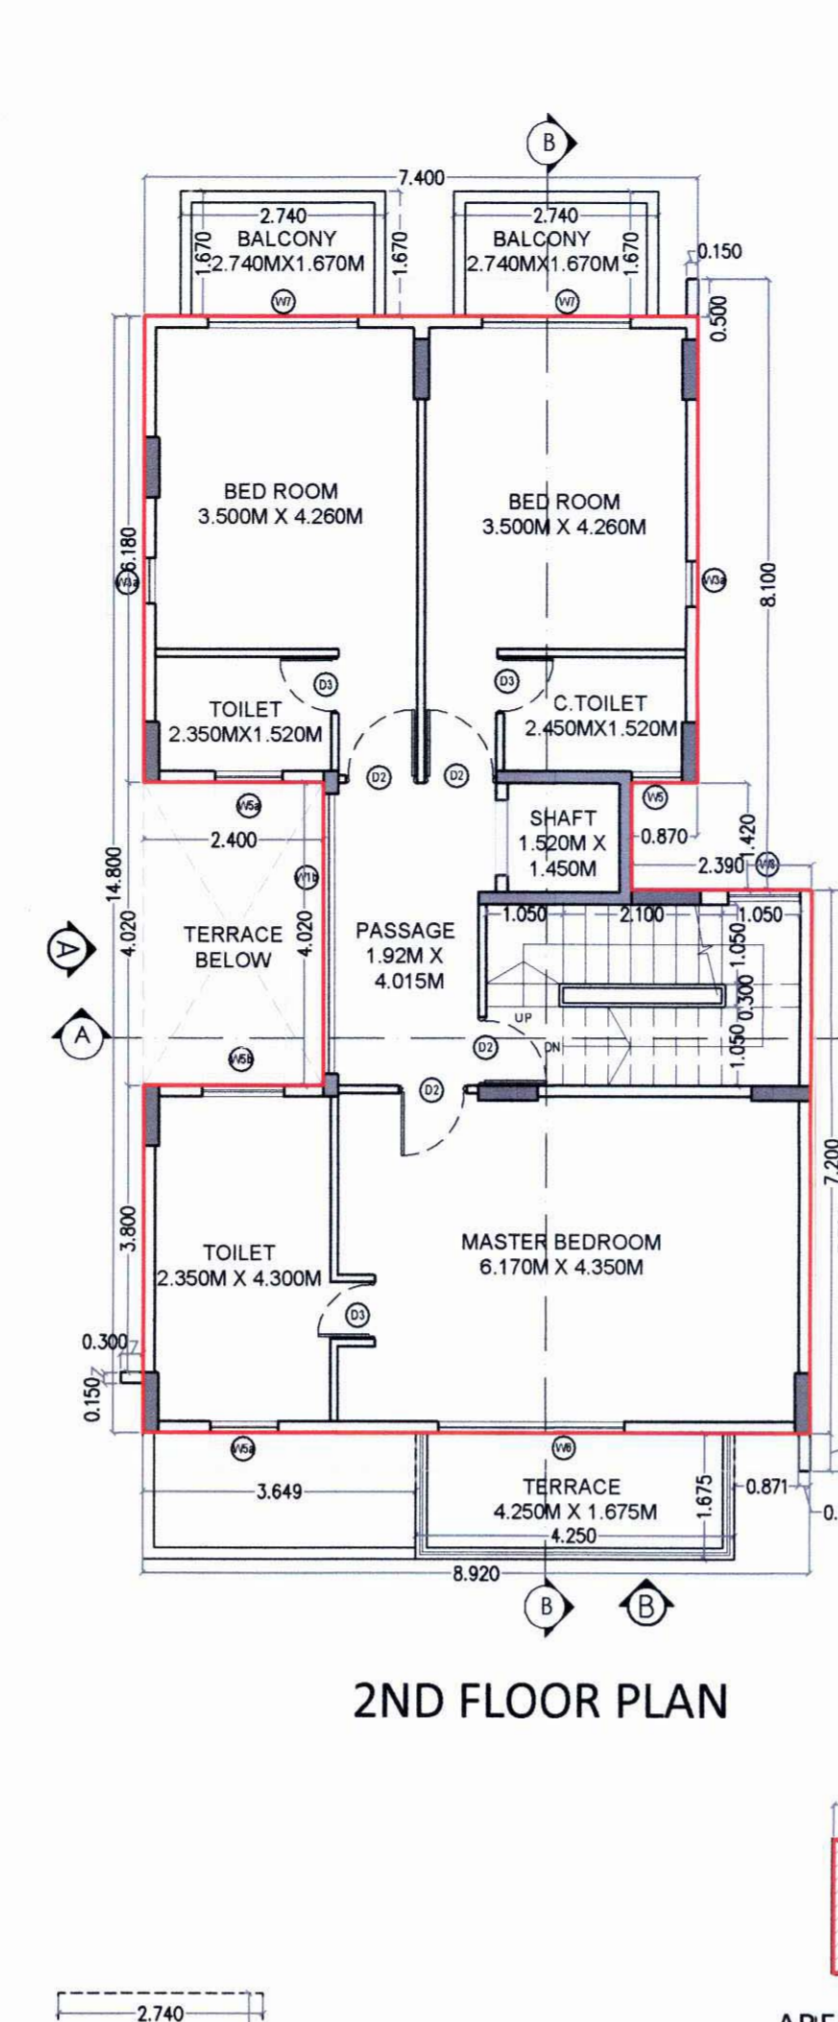 B
7.400
2.740
2.740
BALCONY
2.740MX1.670M
1.670
1.670
BALCONY
2.740MX1.670M
1.670
0.150
0.500
W7
W7
BED ROOM
3.500M X 4.260M
BED ROOM
3.500M X 4.260M
6.180
W3a
W3a
8.100
D3
D3
TOILET
2.350MX1.520M
C.TOILET
2.450MX1.520M
D2
D2
W5a
W5
2.400
SHAFT
1.520M X
1.450M
0.870
1.420
2.390
14.800
4.020
4.020
W1b
1.050
2.100
1.050
TERRACE
BELOW
PASSAGE
1.92M X
4.015M
1.050
0.300
1.050
A
A
UP
DN
W5b
D2
D2
7.200
3.800
TOILET
2.350M X 4.300M
MASTER BEDROOM
6.170M X 4.350M
D3
0.300
0.150
W5a
W6
3.649
TERRACE
4.250M X 1.675M
4.250
1.675
0.871
0.
8.920
B
B
2ND FLOOR PLAN
2.740